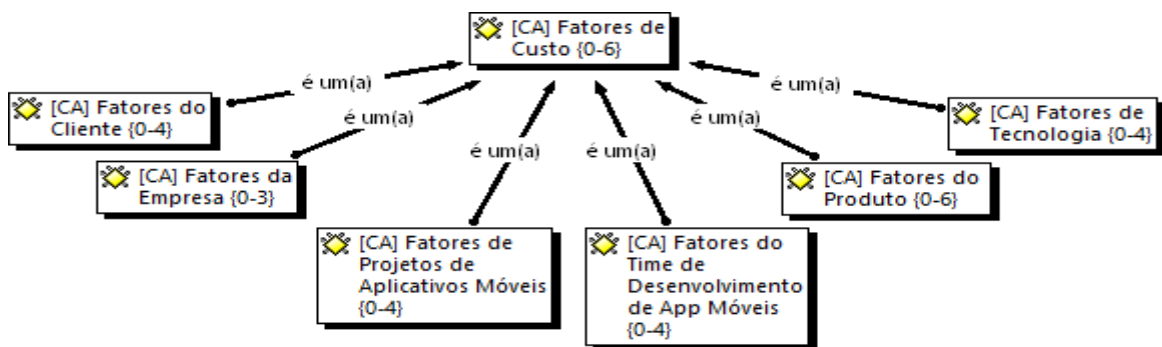 [CA] Fatores de
Custo {0-6}
é um(a)
é um(a)
é um(a)
é um(a)
é um(a)
é um(a)
[CA] Fatores do
Cliente {0-4}
[CA] Fatores de
Tecnologia {0-4}
[CA] Fatores da
Empresa {0-3}
[CA] Fatores do
Produto {0-6}
[CA] Fatores de
Projetos de
Aplicativos Móveis
{0-4}
[CA] Fatores do
Time de
Desenvolvimento
de App Móveis
{0-4}